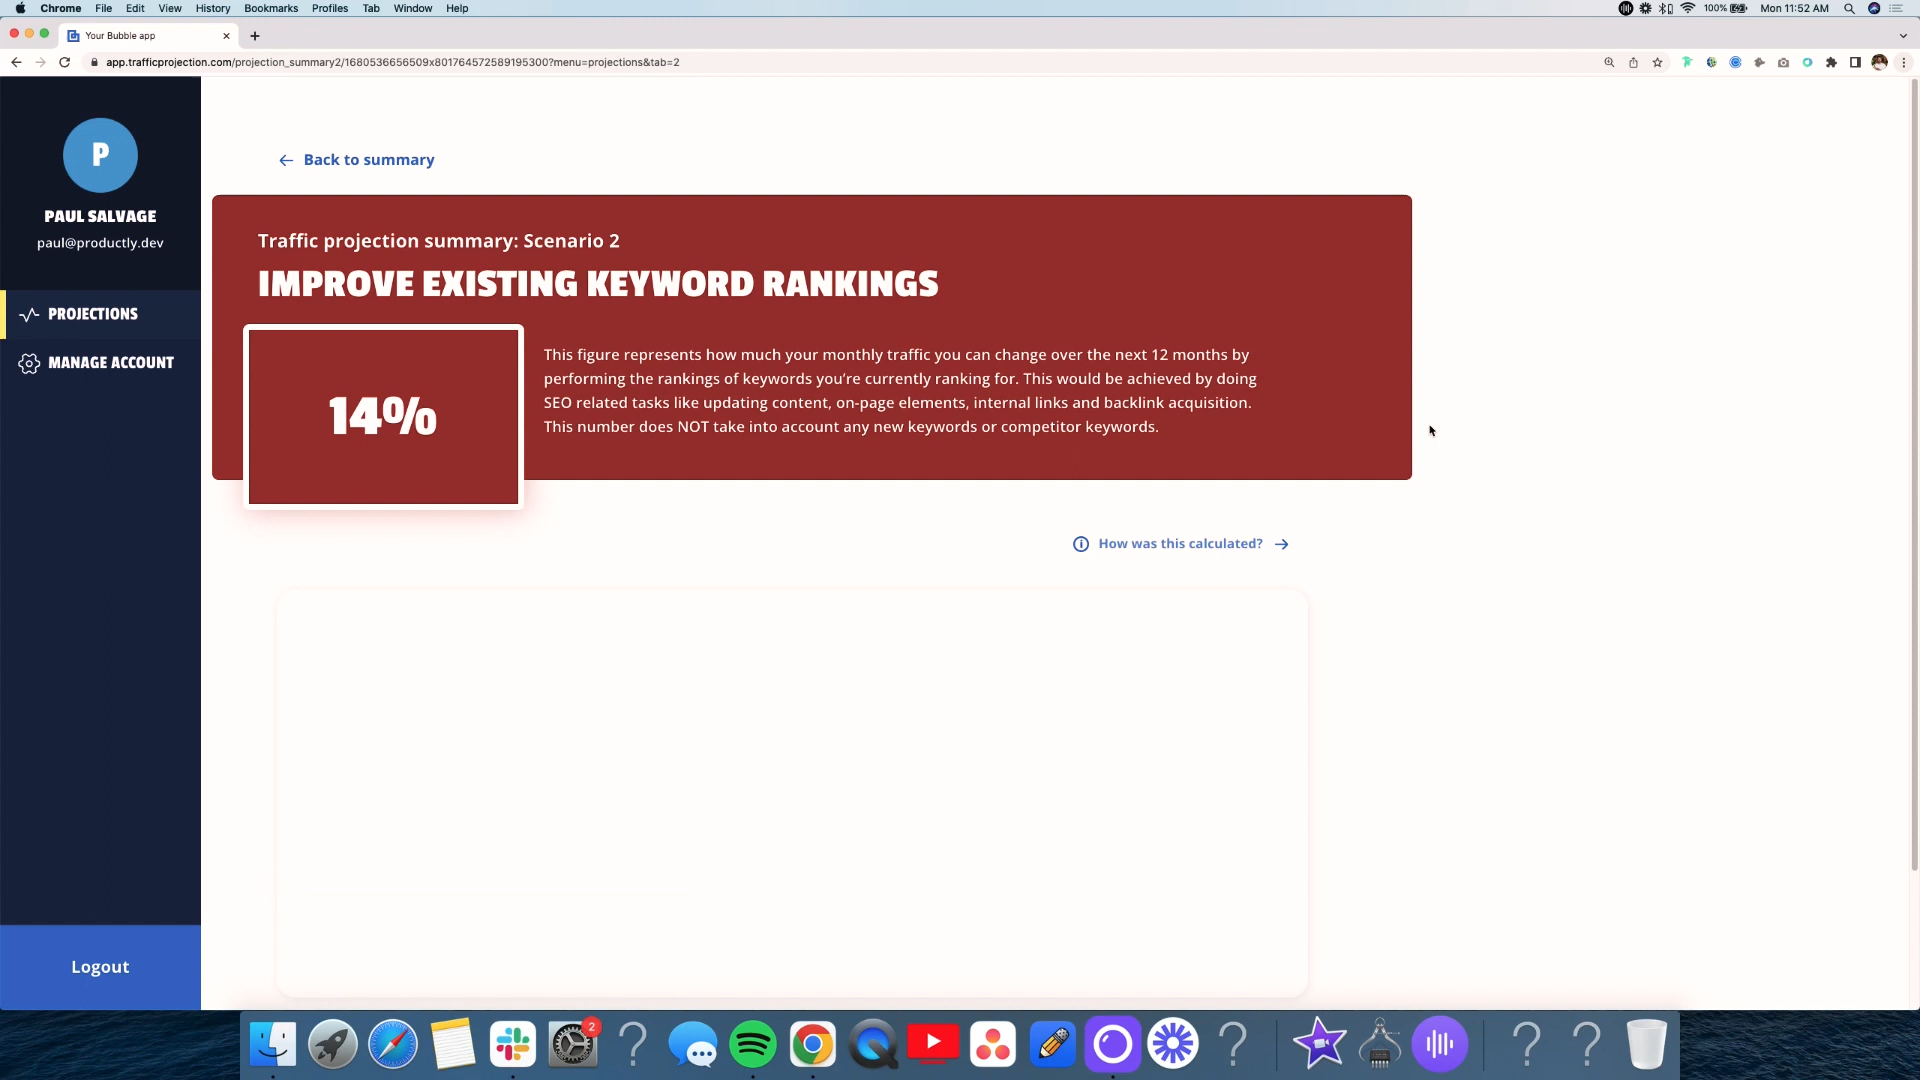 Chrome File Edit View History Bookmarks Profiles Tab Window Help
100% Mon 11:52 AM
Your Bubble app
app.trafficprojection.com/projection_summary2/1680536656509x801764572589195300?menu=projections&tab=2
P
PAUL SALVAGE
paul@productly.dev
PROJECTIONS
MANAGE ACCOUNT
Logout
Back to summary
Traffic projection summary: Scenario 2
IMPROVE EXISTING KEYWORD RANKINGS
14%
This figure represents how much your monthly traffic you can change over the next 12 months by
performing the rankings of keywords you’re currently ranking for. This would be achieved by doing
SEO related tasks like updating content, on-page elements, internal links and backlink acquisition.
This number does NOT take into account any new keywords or competitor keywords.
How was this calculated?
2